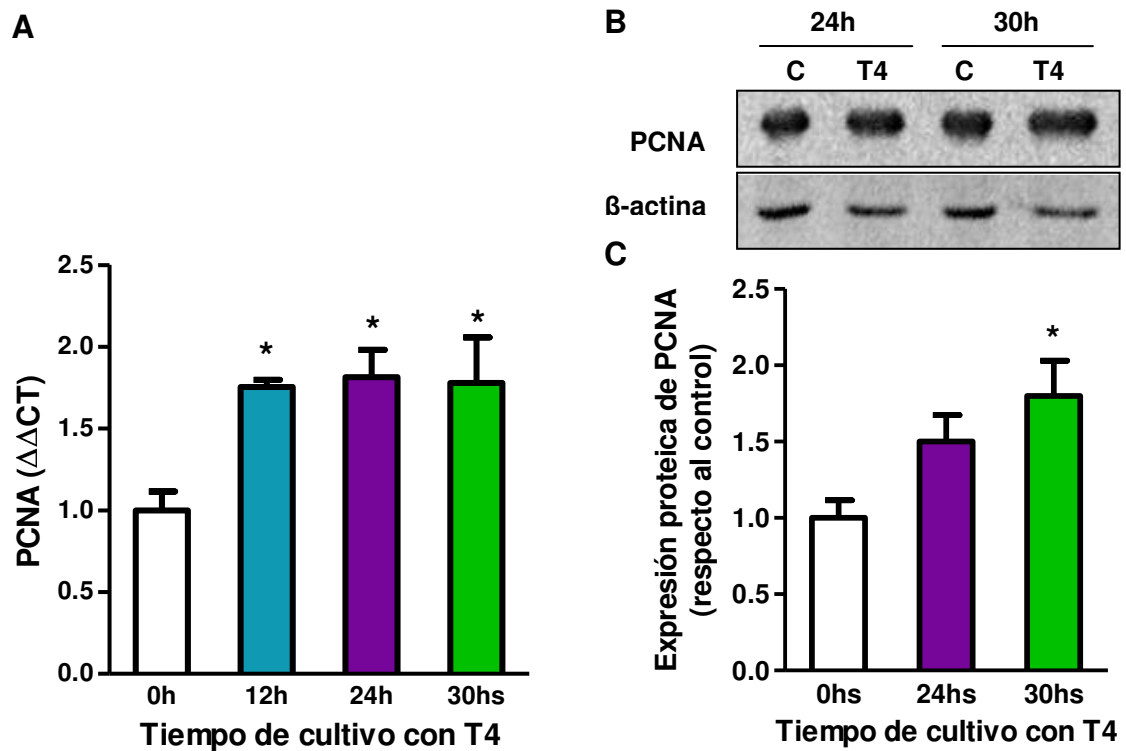 A
2.5
2.0
1.5
1.0
0.5
0.0
PCNA (ΔΔCT)
*
*
*
0h 12h 24h 30hs
Tiempo de cultivo con T4
B
24h 30h
C T4 C T4
PCNA
ß-actina
C
2.5
2.0
1.5
1.0
0.5
0.0
Expresión proteica de PCNA
(respecto al control)
*
0hs 24hs 30hs
Tiempo de cultivo con T4